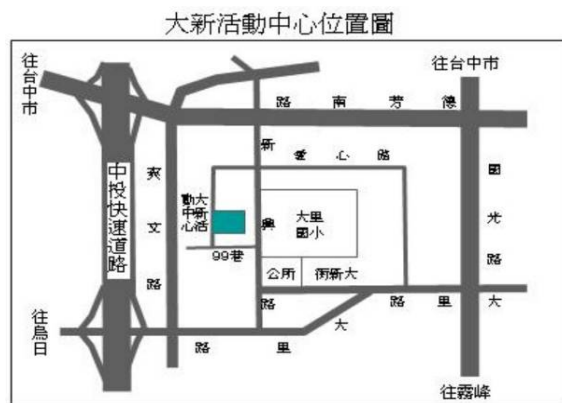 大新活動中心位置圖
往台中市
往台中市
德芳南路
愛心路
新興路
中投快速道路
爽文路
大新活動中心
大里國小
國光路
99巷
公所
大新街
大里路
大里路
往烏日
往霧峰